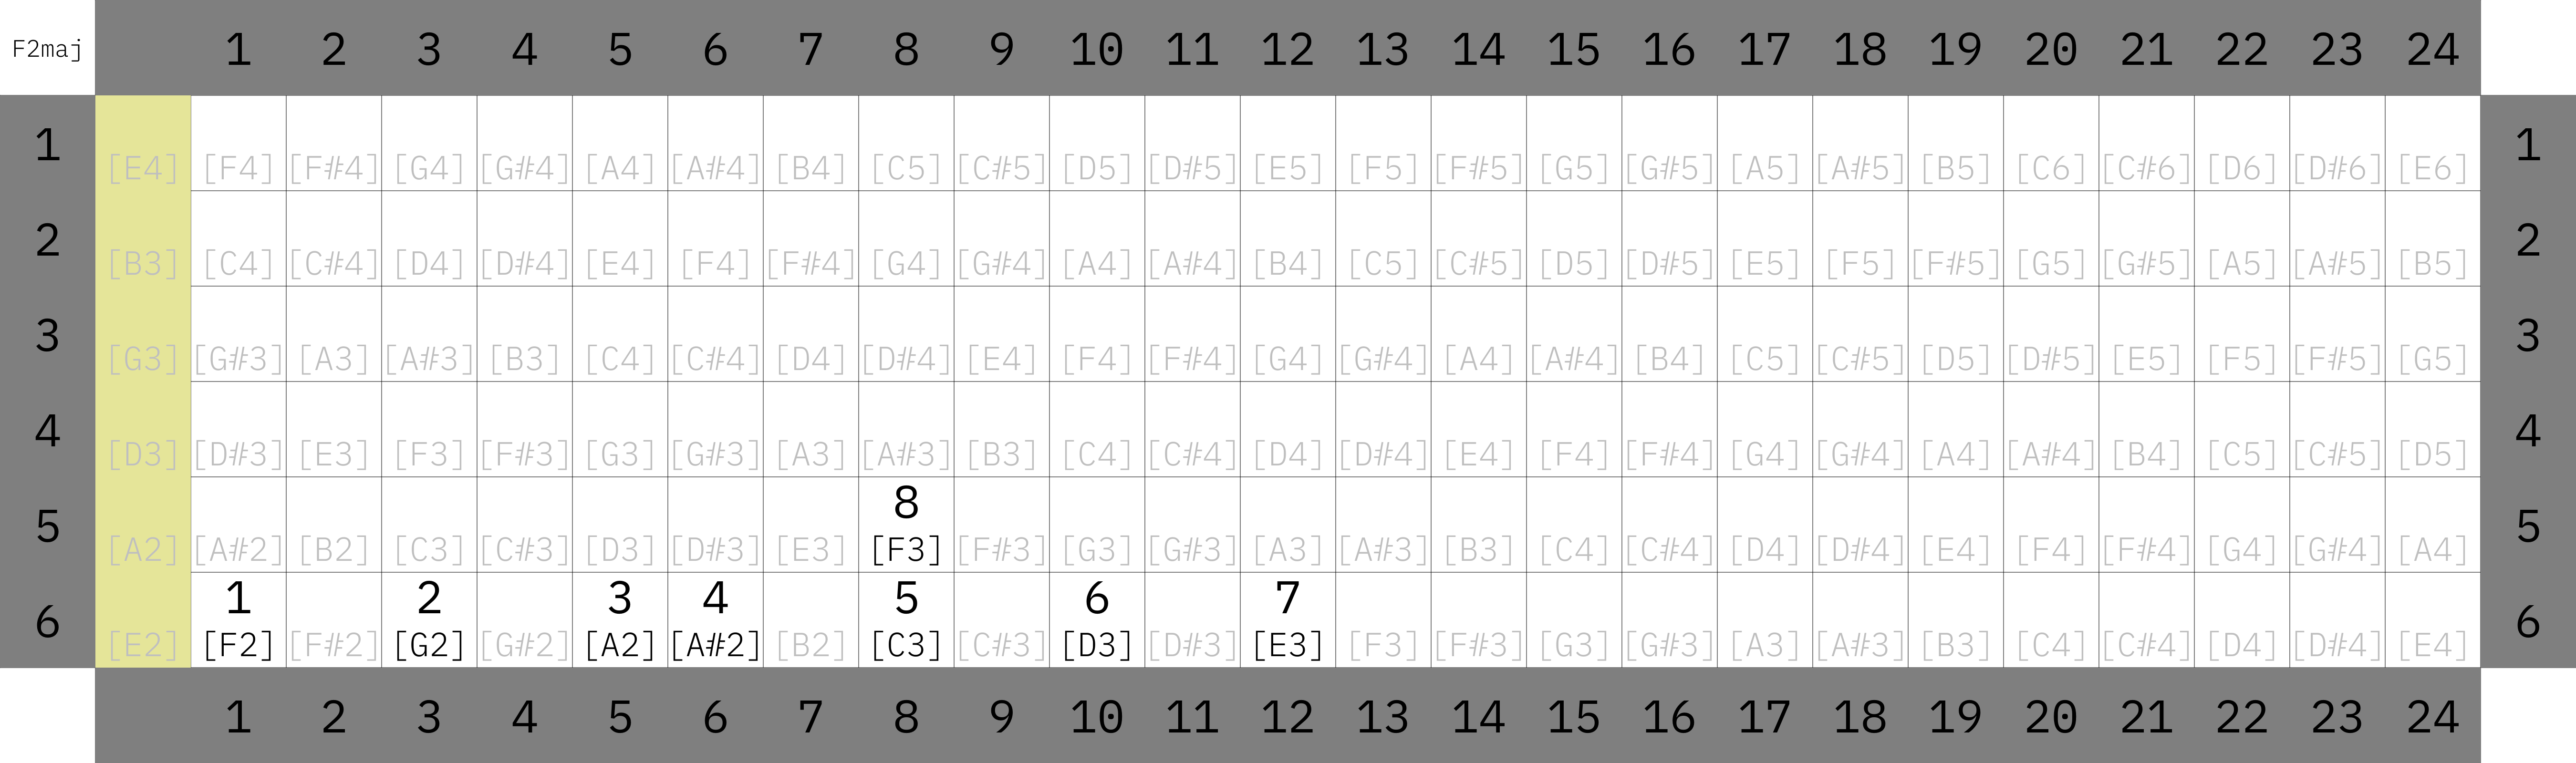 F2maj 1 2 3 4 5 6 7 8 9 10 11 12 13 14 15 16 17 18 19 20 21 22 23 24
1 [E4] [F4] [F#4] [G4] [G#4] [A4] [A#4] [B4] [C5] [C#5] [D5] [D#5] [E5] [F5] [F#5] [G5] [G#5] [A5] [A#5] [B5] [C6] [C#6] [D6] [D#6] [E6] 1
2 [B3] [C4] [C#4] [D4] [D#4] [E4] [F4] [F#4] [G4] [G#4] [A4] [A#4] [B4] [C5] [C#5] [D5] [D#5] [E5] [F5] [F#5] [G5] [G#5] [A5] [A#5] [B5] 2
3 [G3] [G#3] [A3] [A#3] [B3] [C4] [C#4] [D4] [D#4] [E4] [F4] [F#4] [G4] [G#4] [A4] [A#4] [B4] [C5] [C#5] [D5] [D#5] [E5] [F5] [F#5] [G5] 3
4 [D3] [D#3] [E3] [F3] [F#3] [G3] [G#3] [A3] [A#3] [B3] [C4] [C#4] [D4] [D#4] [E4] [F4] [F#4] [G4] [G#4] [A4] [A#4] [B4] [C5] [C#5] [D5] 4
8
5 [A2] [A#2] [B2] [C3] [C#3] [D3] [D#3] [E3] [F3] [F#3] [G3] [G#3] [A3] [A#3] [B3] [C4] [C#4] [D4] [D#4] [E4] [F4] [F#4] [G4] [G#4] [A4] 5
1 2 3 4 5 6 7
6 [E2] [F2] [F#2] [G2] [G#2] [A2] [A#2] [B2] [C3] [C#3] [D3] [D#3] [E3] [F3] [F#3] [G3] [G#3] [A3] [A#3] [B3] [C4] [C#4] [D4] [D#4] [E4] 6
1 2 3 4 5 6 7 8 9 10 11 12 13 14 15 16 17 18 19 20 21 22 23 24